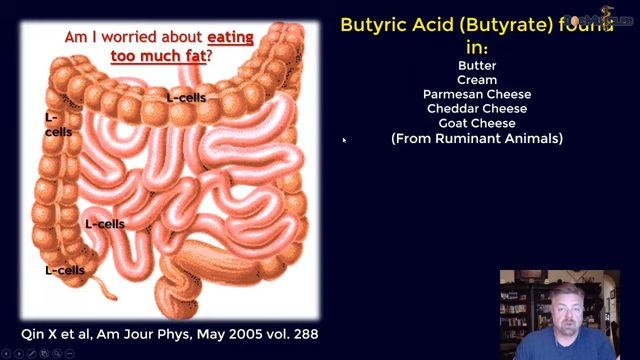 Am I worried about eating
too much fat?
L-cells
L-
cells
L-cells
L-cells
Qin X et al, Am Jour Phys, May 2005 vol. 288
Butyric Acid (Butyrate) found
in:
Butter
Cream
Parmesan Cheese
Cheddar Cheese
Goat Cheese
(From Ruminant Animals)